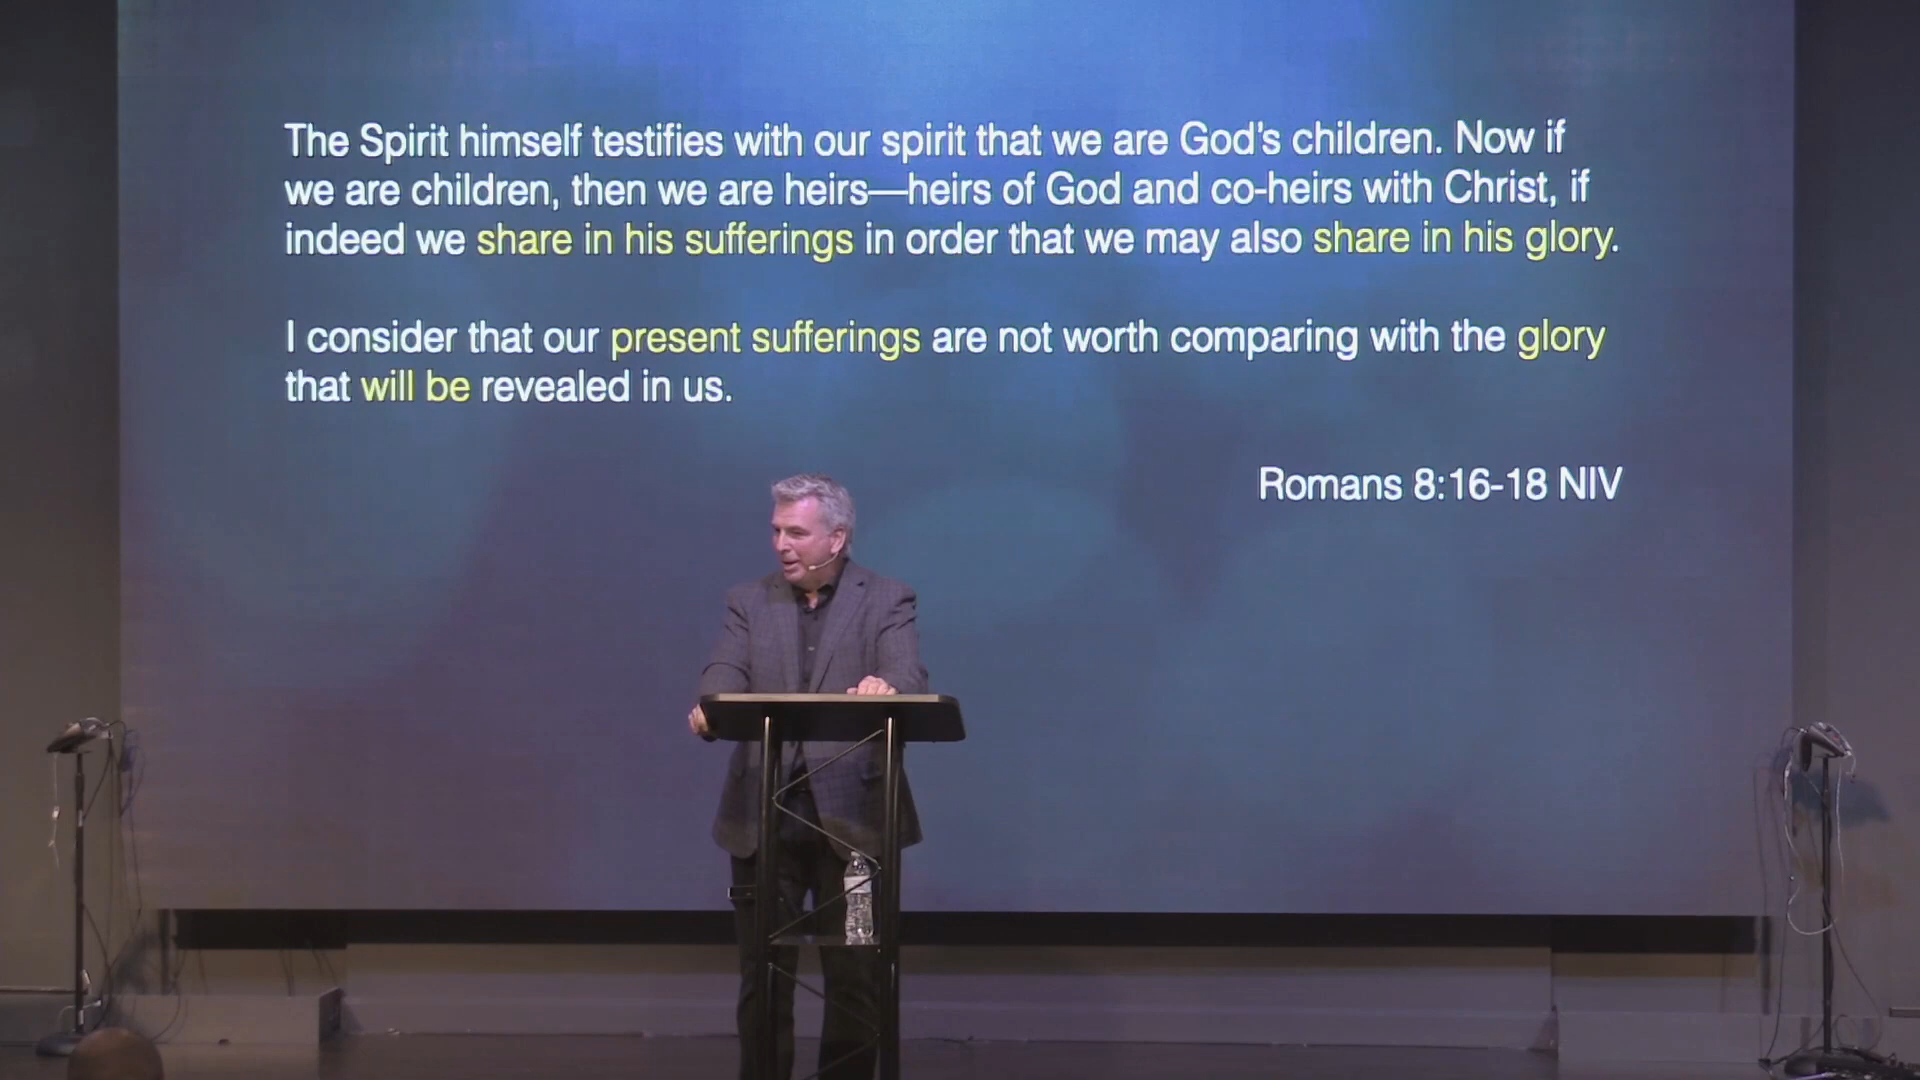 The Spirit himself testifies with our spirit that we are God's children. Now if
we are children, then we are heirs—heirs of God and co-heirs with Christ, if
indeed we share in his sufferings in order that we may also share in his glory.
I consider that our present sufferings are not worth comparing with the glory
that will be revealed in us.
Romans 8:16-18 NIV